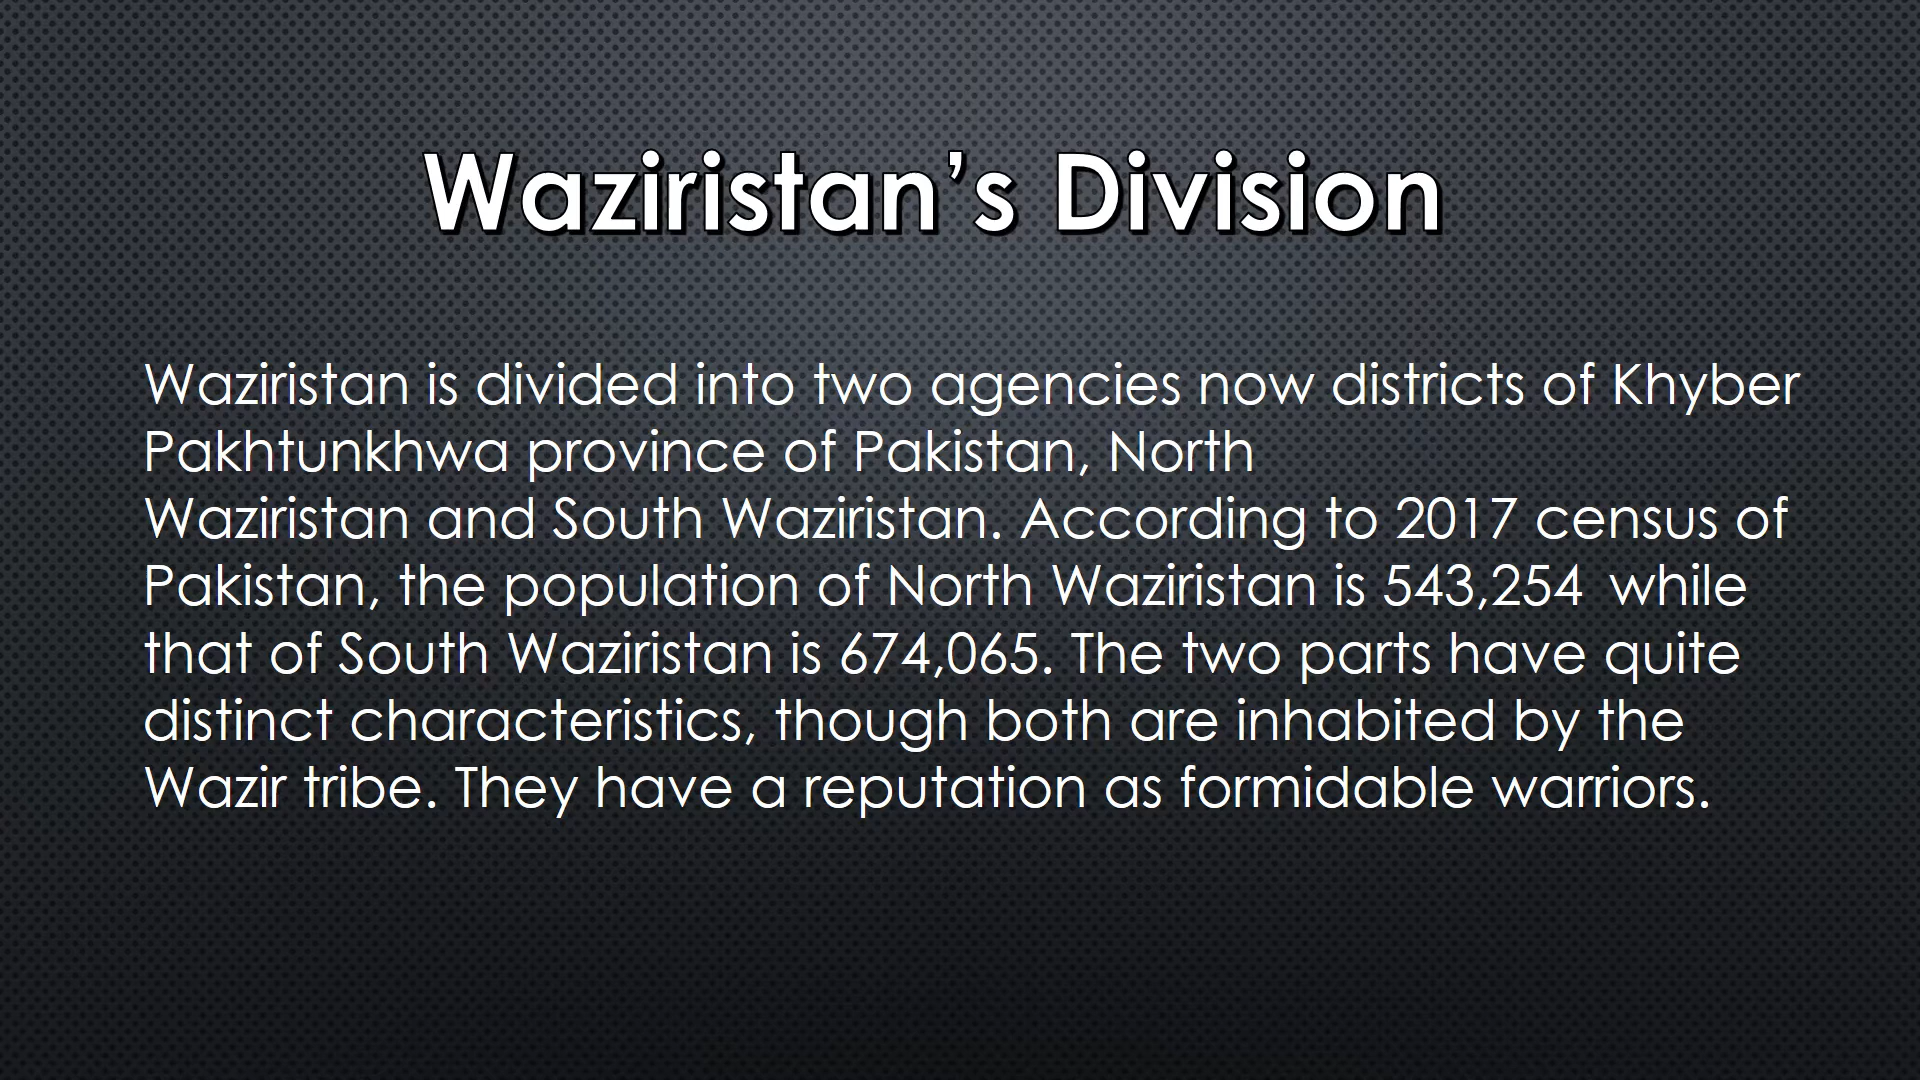 Waziristan’s Division
Waziristan is divided into two agencies now districts of Khyber
Pakhtunkhwa province of Pakistan, North
Waziristan and South Waziristan. According to 2017 census of
Pakistan, the population of North Waziristan is 543,254  while
that of South Waziristan is 674,065. The two parts have quite
distinct characteristics, though both are inhabited by the
Wazir tribe. They have a reputation as formidable warriors.